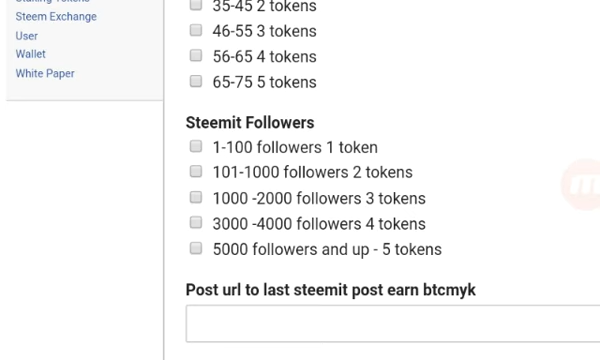 Staking Tokens
Steem Exchange
User
Wallet
White Paper
35-45 2 tokens
46-55 3 tokens
56-65 4 tokens
65-75 5 tokens
Steemit Followers
1-100 followers 1 token
101-1000 followers 2 tokens
1000 -2000 followers 3 tokens
3000 -4000 followers 4 tokens
5000 followers and up - 5 tokens
Post url to last steemit post earn btcmyk